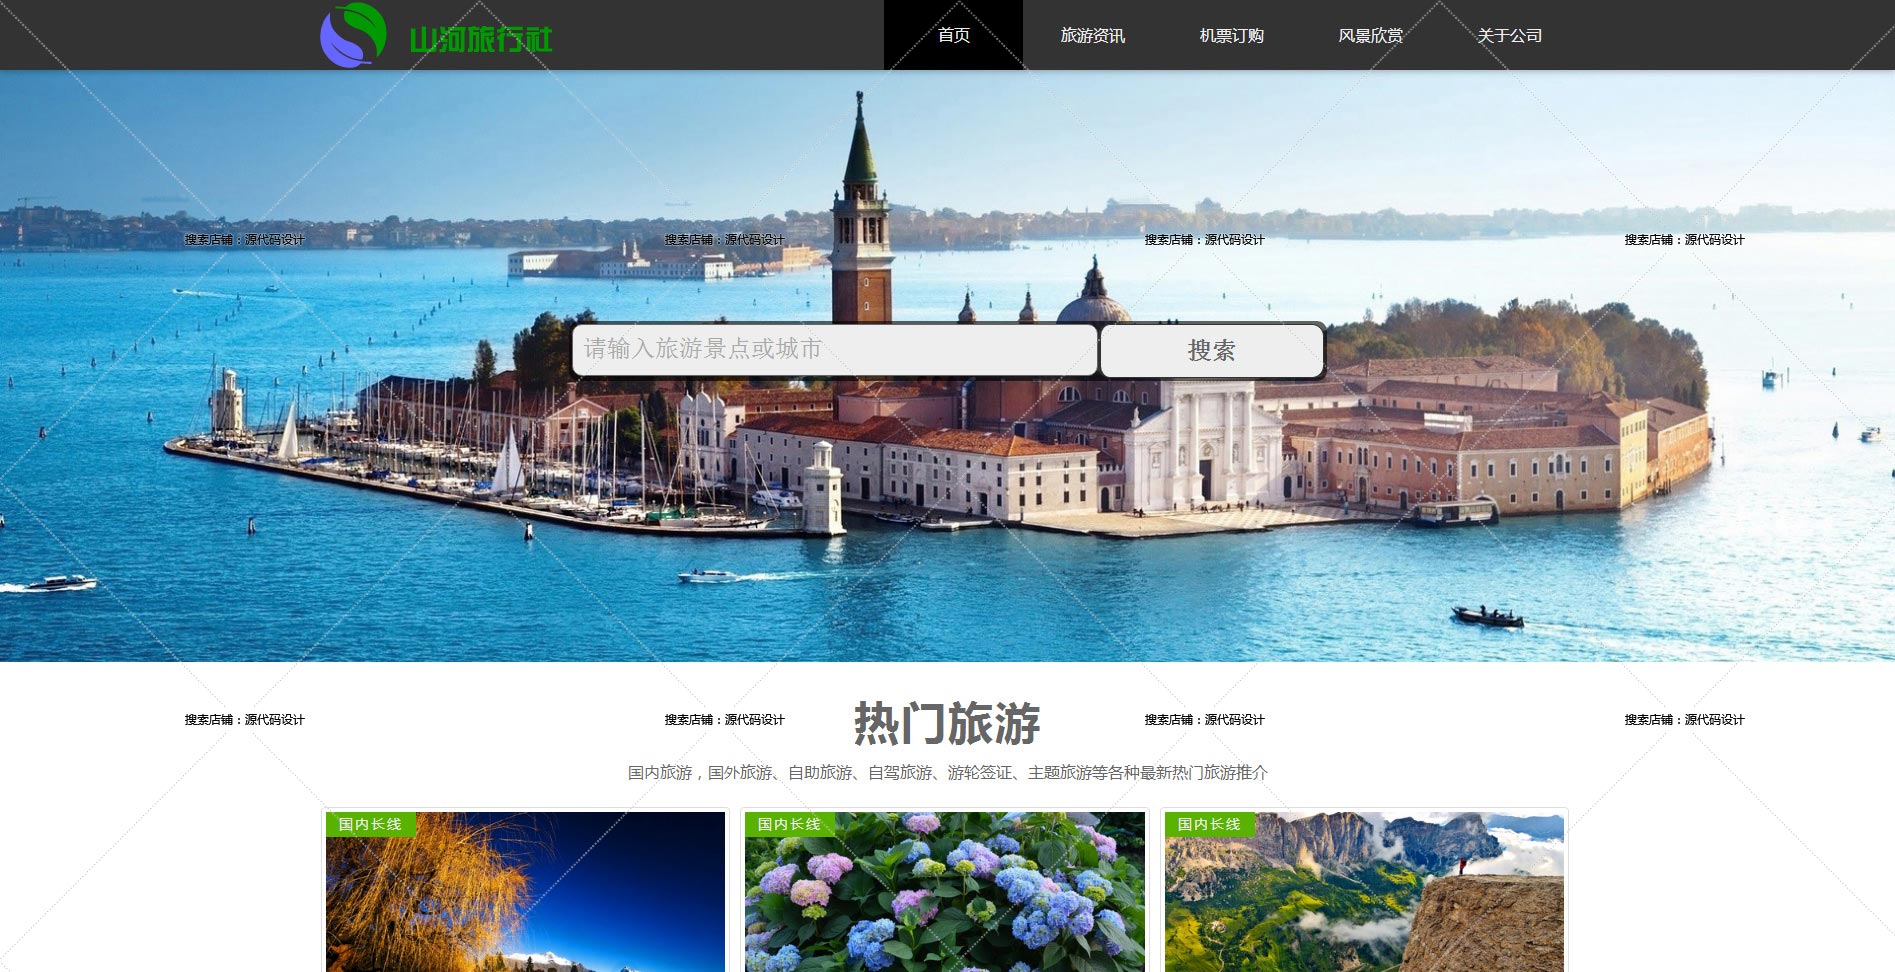 山河旅行社
首页 旅游资讯 机票订购 风景欣赏 关于公司
搜索店铺：源代码设计 搜索店铺：源代码设计 搜索店铺：源代码设计 搜索店铺：源代码设计
请输入旅游景点或城市 搜索
热门旅游
搜索店铺：源代码设计 搜索店铺：源代码设计 搜索店铺：源代码设计 搜索店铺：源代码设计
国内旅游，国外旅游、自助旅游、自驾旅游、游轮签证、主题旅游等各种最新热门旅游推介
国内长线 国内长线 国内长线